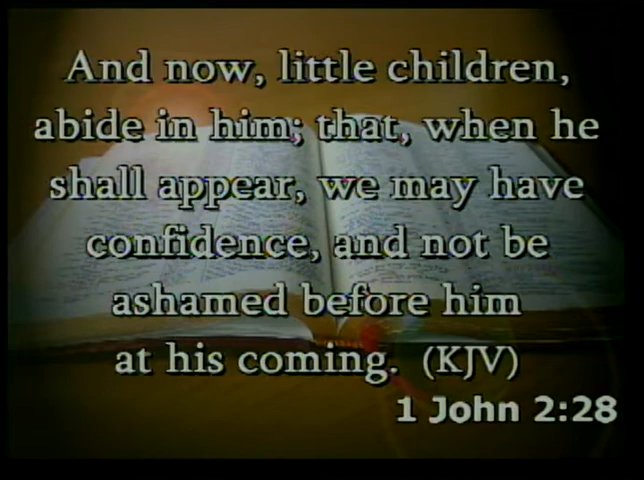 And now, little children,
abide in him; that, when he
shall appear, we may have
confidence, and not be
ashamed before him
at his coming. (KJV)
1 John 2:28